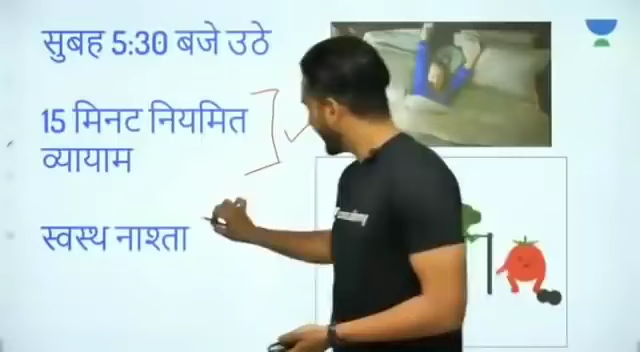 सुबह 5:30 बजे उठे
15 मिनट नियमित
व्यायाम
स्वस्थ नाश्ता